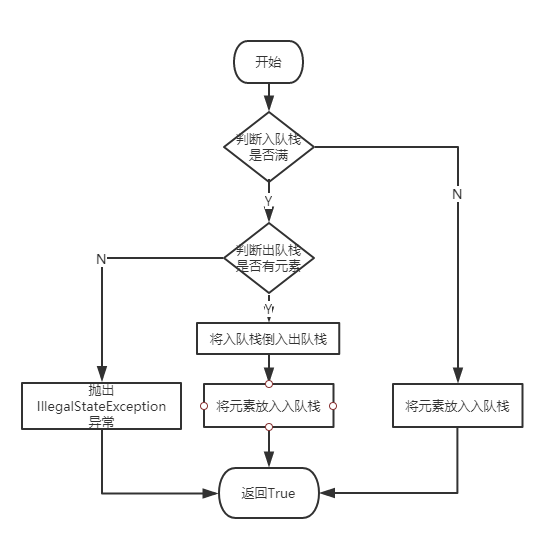 开始
判断入队栈
是否满
N
Y
判断出队栈
是否有元素
N
Y
将入队栈倒入出队栈
抛出
IllegalStateException
异常
将元素放入入队栈
将元素放入入队栈
返回True